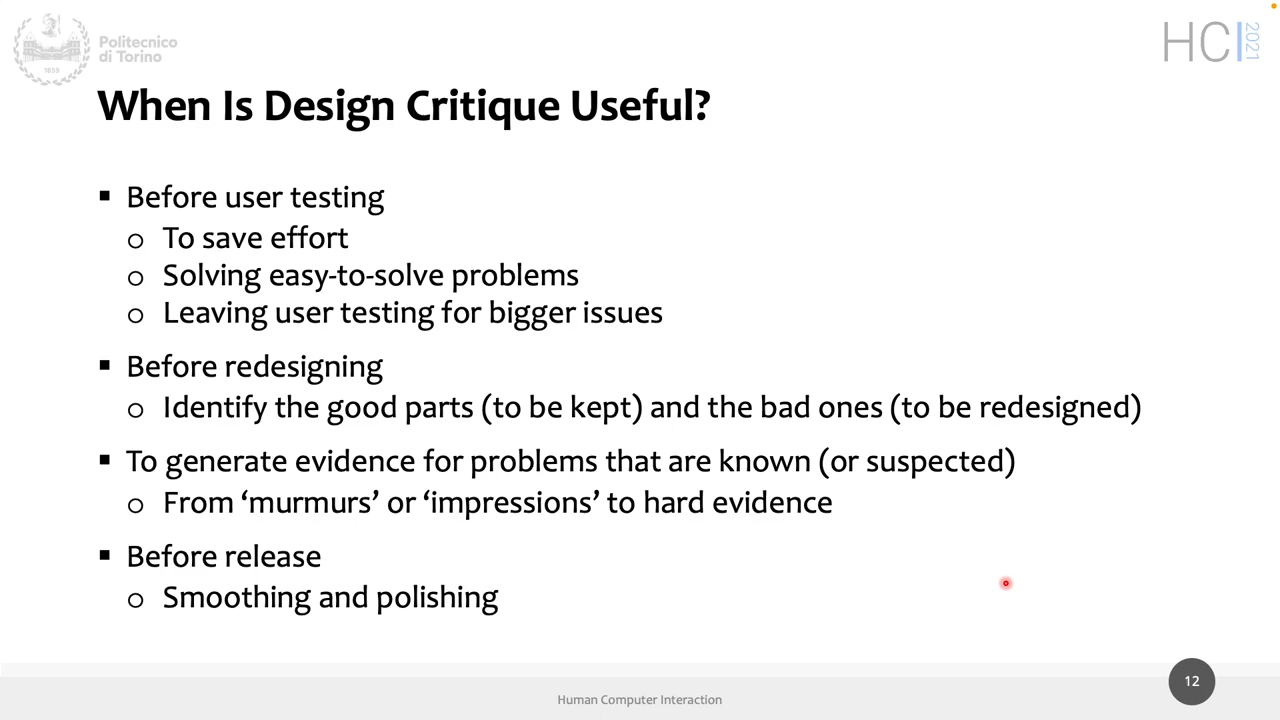 Politecnico
di Torino
1859
HCI 2021
When Is Design Critique Useful?
▪ Before user testing
o To save effort
o Solving easy-to-solve problems
o Leaving user testing for bigger issues
▪ Before redesigning
o Identify the good parts (to be kept) and the bad ones (to be redesigned)
▪ To generate evidence for problems that are known (or suspected)
o From ‘murmurs’ or ‘impressions’ to hard evidence
▪ Before release
o Smoothing and polishing
Human Computer Interaction
12